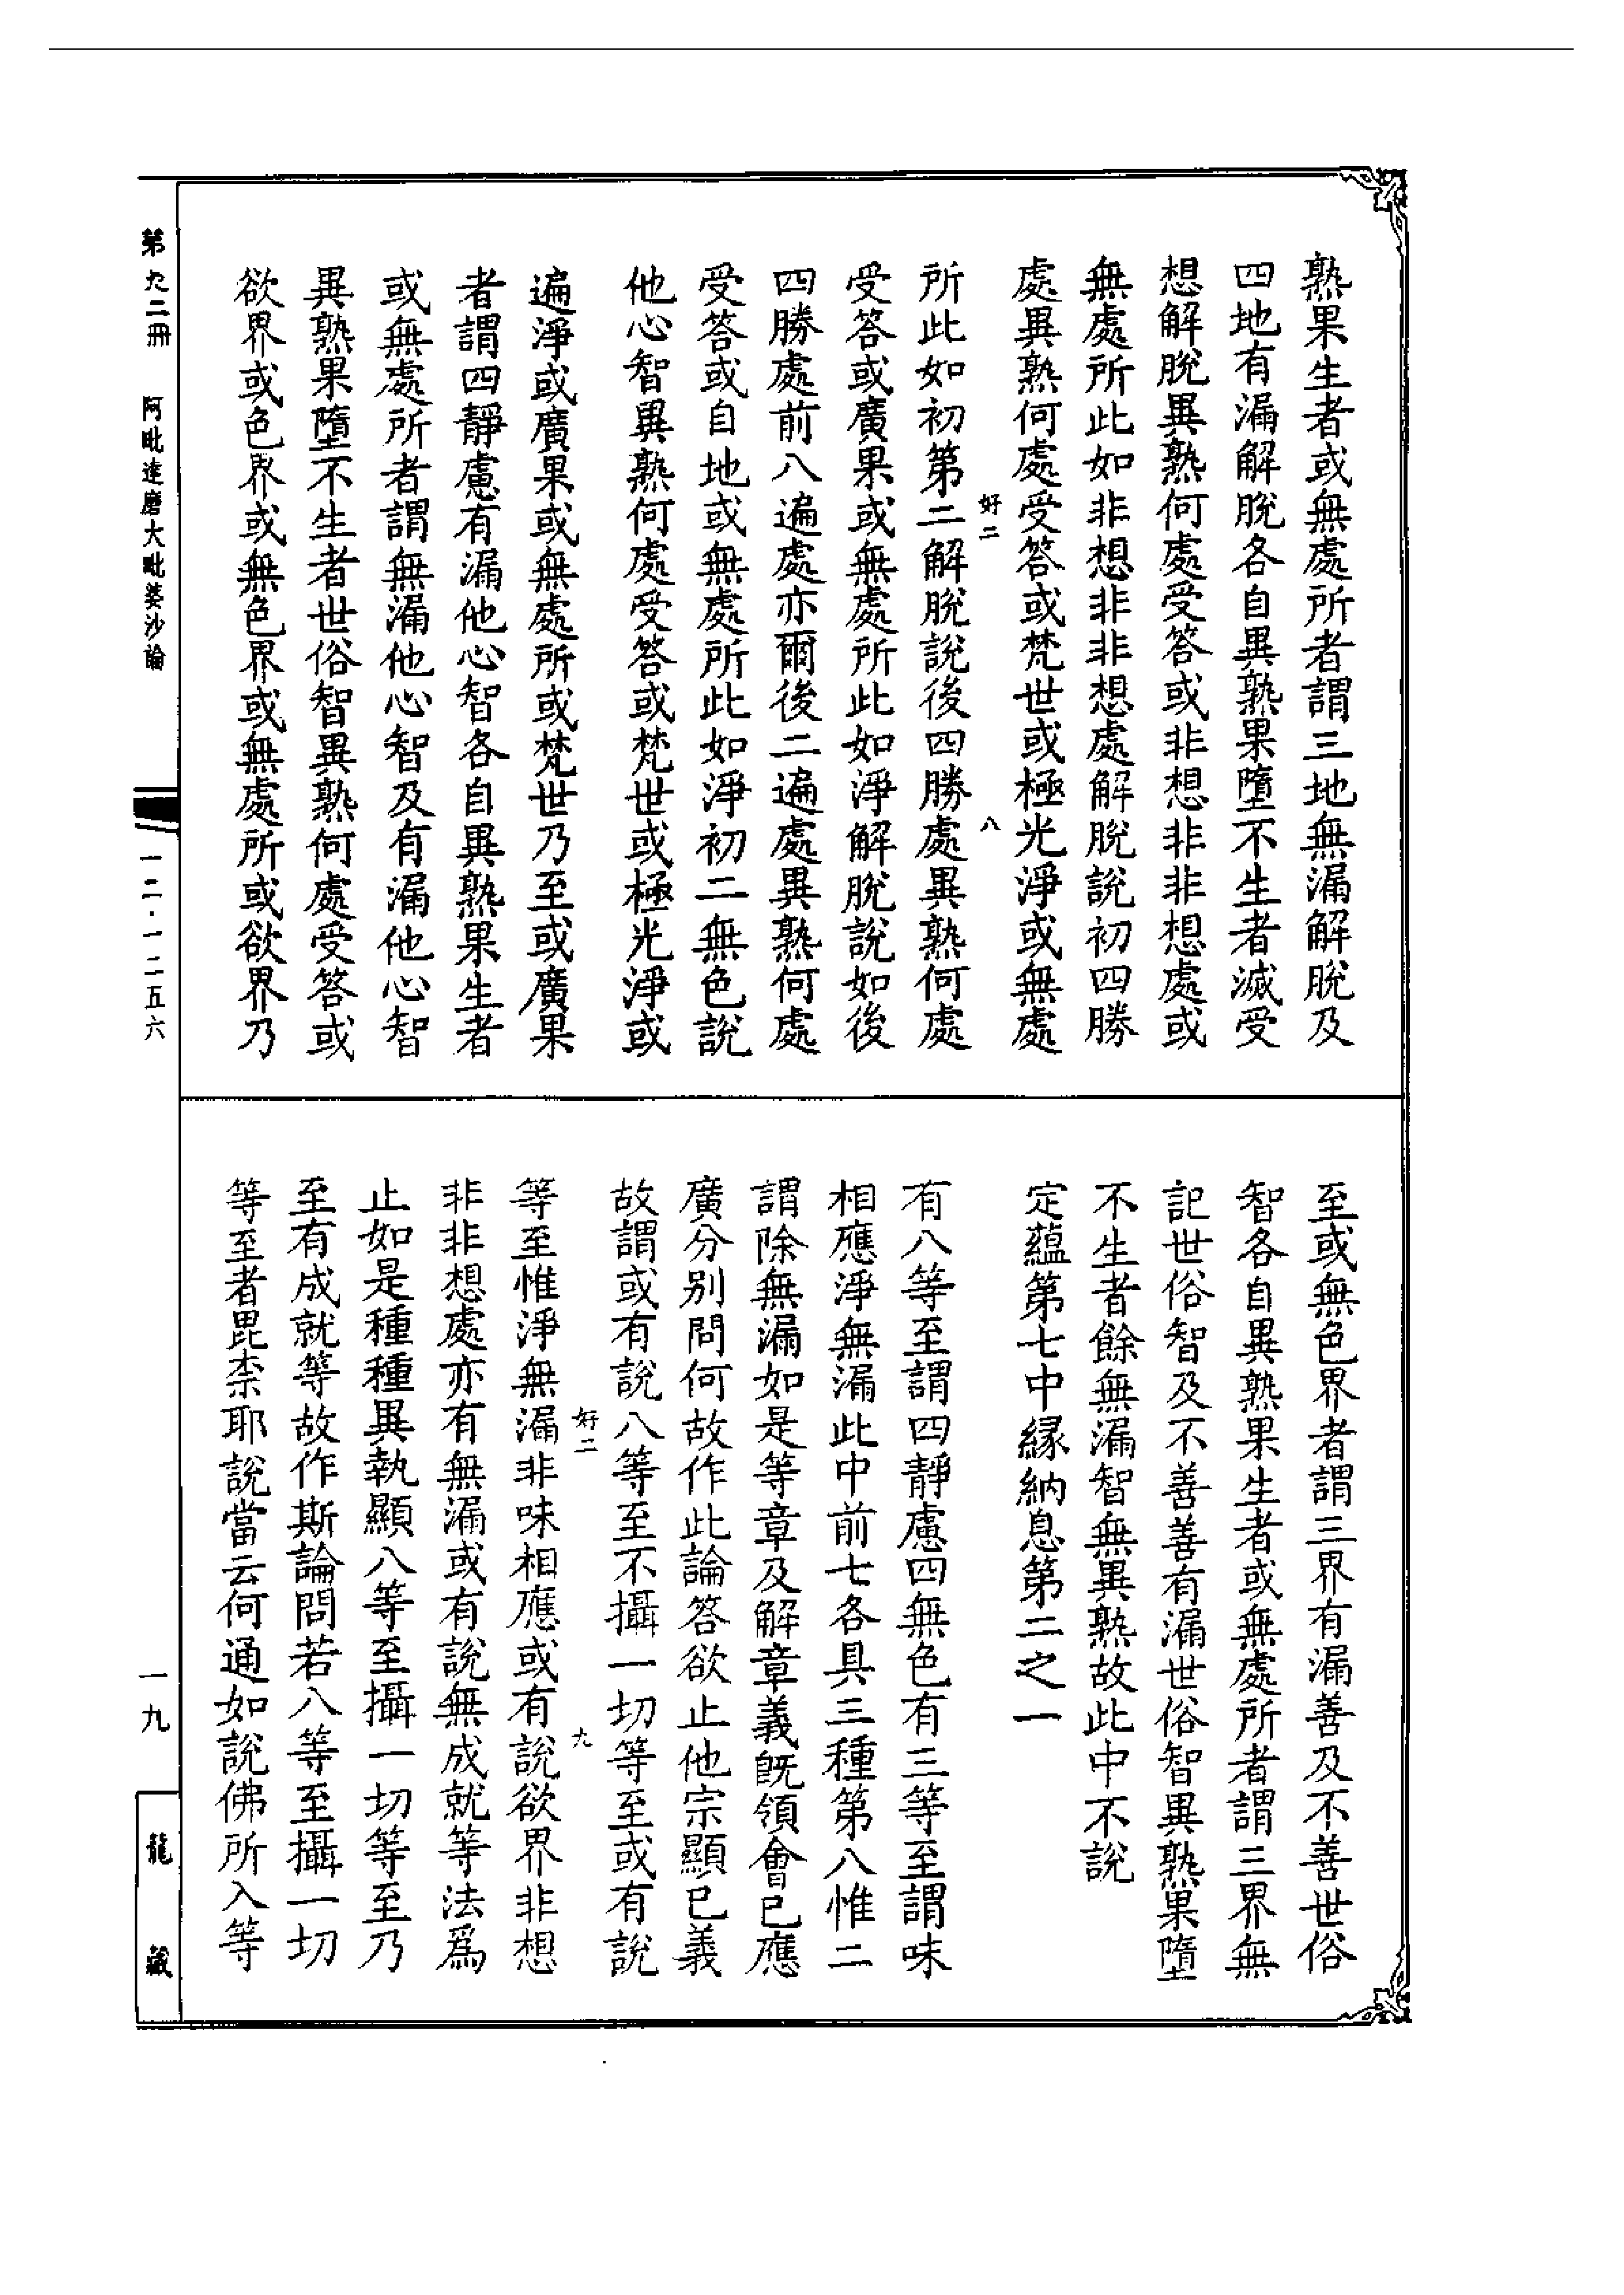 熟果生者或無處所者謂三地無漏解脫及
四地有漏解脫各自異熟果墮不生者滅受
想解脫異熟何處受答或非想非非想處或
無處所此如非想非非想處解脫說初四勝
處異熟何處受答或梵世或極光淨或無處
好二
八
所此如初第二解脫說後四勝處異熟何處
受答或廣果或無處所此如淨解脫說如後
四勝處前八遍處亦爾後二遍處異熟何處
受答或自地或無處所此如淨初二無色說
他心智異熟何處受答或梵世或極光淨或
遍淨或廣果或無處所或梵世乃至或廣果
者謂四靜慮有漏他心智各自異熟果生者
或無處所者謂無漏他心智及有漏他心智
異熟果墮不生者世俗智異熟何處受答或
欲界或色界或無色界或無處所或欲界乃
至或無色界者謂三界有漏善及不善世俗
智各自異熟果生者或無處所者謂三界無
記世俗智及不善善有漏世俗智異熟果墮
不生者餘無漏智無異熟故此中不說
定蘊第七中緣納息第二之一
有八等至謂四靜慮四無色有三等至謂味
相應淨無漏此中前七各具三種第八惟二
謂除無漏如是等章及解章義既領會已應
廣分別問何故作此論答欲止他宗顯已義
故謂或有說八等至不攝一切等至或有說
好二
九
等至惟淨無漏非味相應或有說欲界非想
非非想處亦有無漏或有說無成就等法爲
止如是種種異執顯八等至攝一切等至乃
至有成就等故作斯論問若八等至攝一切
等至者毘柰耶說當云何通如說佛所入等
第九二冊
阿毗達磨大毗婆沙論
一二·一二五六
一九
龍藏